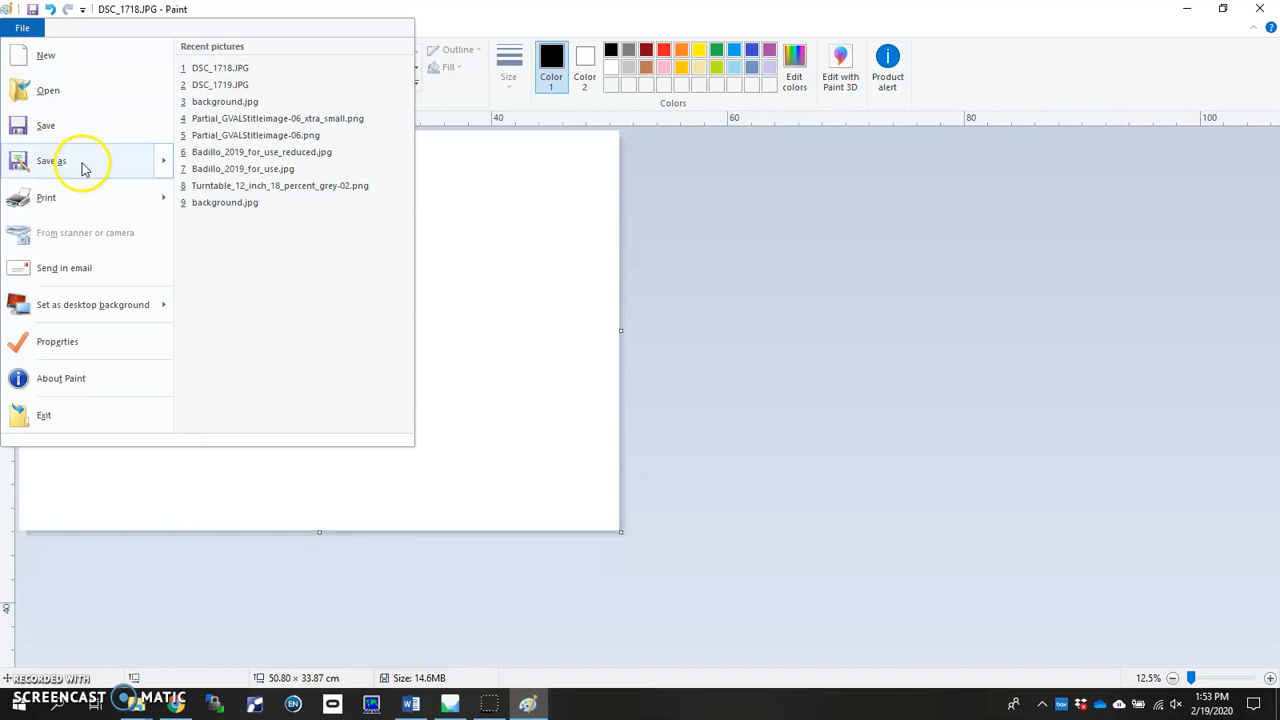 DSC_1718.JPG - Paint
File
New
Open
Save
Save as
Print
From scanner or camera
Send in email
Set as desktop background
Properties
About Paint
Exit
Recent pictures
1 DSC_1718.JPG
2 DSC_1719.JPG
3 background.jpg
4 Partial_GVALStitleimage-06_xtra_small.png
5 Partial_GVALStitleimage-06.png
6 Badillo_2019_for_use_reduced.jpg
7 Badillo_2019_for_use.jpg
8 Turntable_12_inch_18_percent_grey-02.png
9 background.jpg
Outline
Fill
Size
Color 1
Color 2
Edit colors
Edit with Paint 3D
Product alert
Colors
40
60
80
100
40
50.80 × 33.87 cm
Size: 14.6MB
12.5%
RECORDED WITH
SCREENCAST MATIC
EN
1:53 PM
2/19/2020